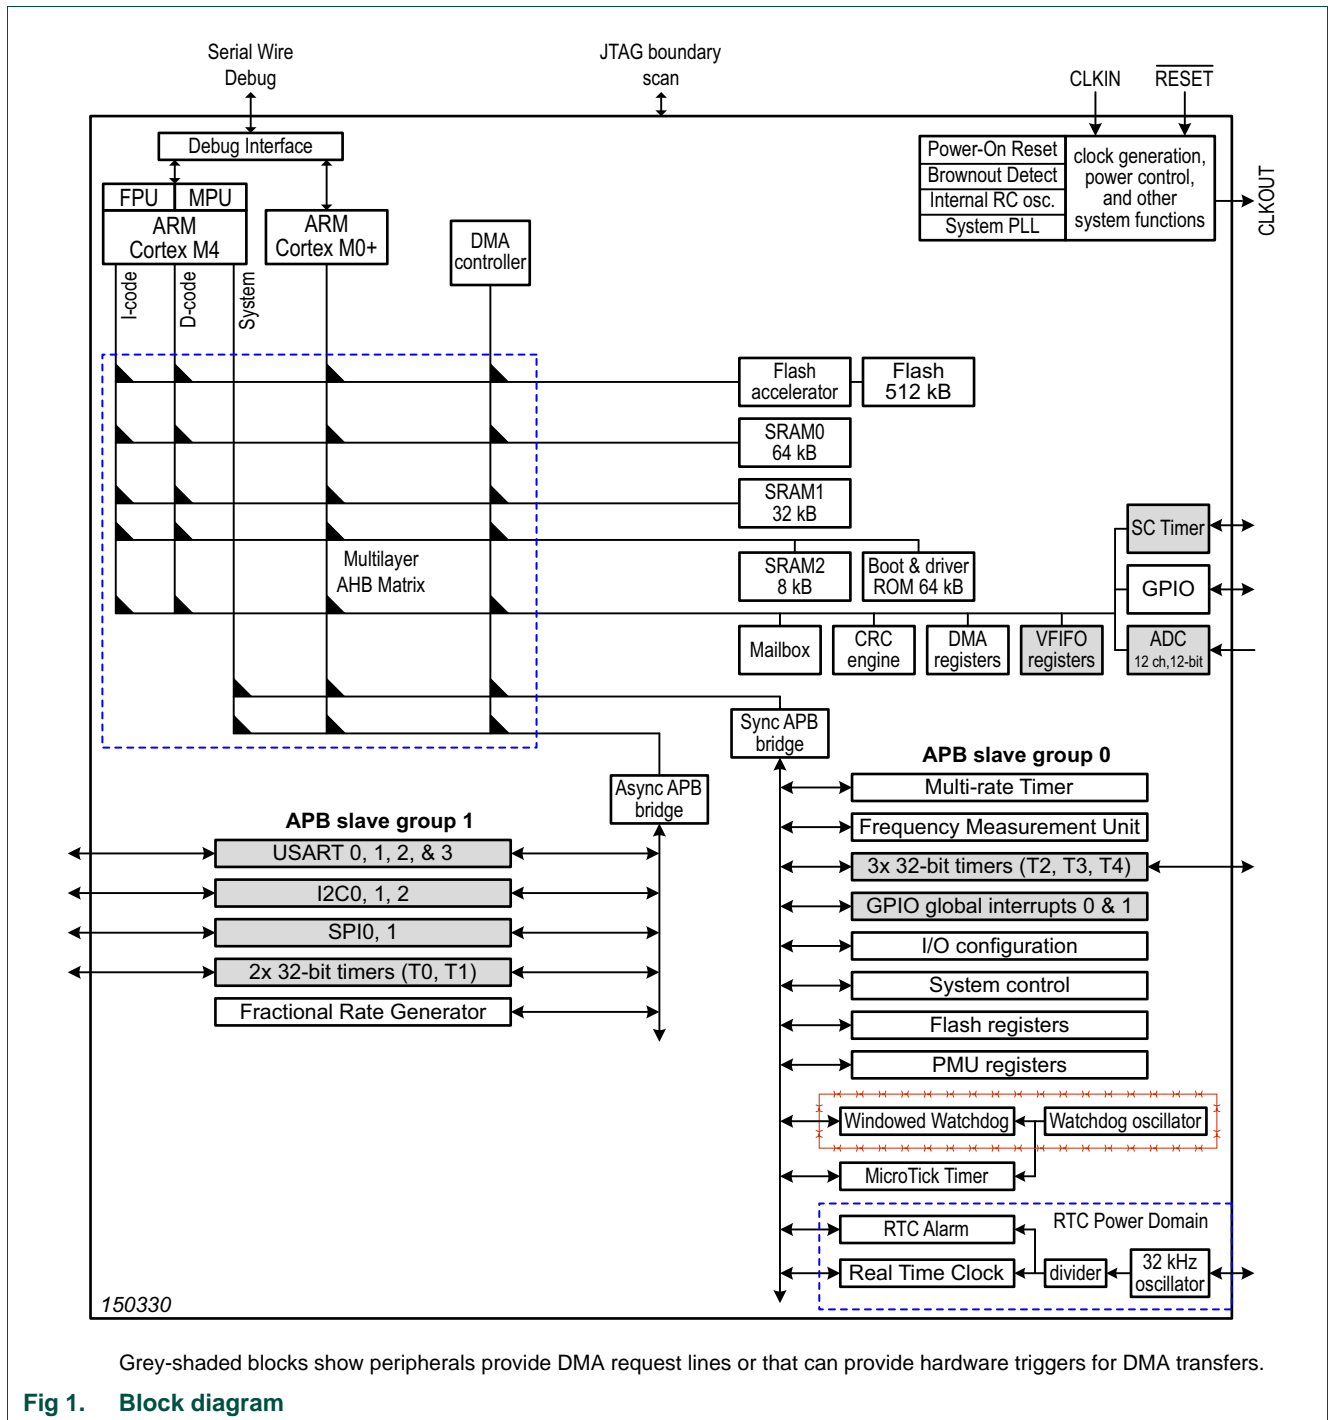 Serial Wire
Debug
JTAG boundary
scan
CLKIN
RESET
Debug Interface
Power-On Reset
Brownout Detect
Internal RC osc.
System PLL
clock generation,
power control,
and other
system functions
CLKOUT
FPU
MPU
ARM
Cortex M4
ARM
Cortex M0+
DMA
controller
I-code
D-code
System
Flash
accelerator
Flash
512 kB
SRAM0
64 kB
SRAM1
32 kB
Multilayer
AHB Matrix
SRAM2
8 kB
Boot & driver
ROM 64 kB
SC Timer
GPIO
ADC
12 ch,12-bit
Mailbox
CRC
engine
DMA
registers
VFIFO
registers
Sync APB
bridge
Async APB
bridge
APB slave group 1
USART 0, 1, 2, & 3
I2C0, 1, 2
SPI0, 1
2x 32-bit timers (T0, T1)
Fractional Rate Generator
APB slave group 0
Multi-rate Timer
Frequency Measurement Unit
3x 32-bit timers (T2, T3, T4)
GPIO global interrupts 0 & 1
I/O configuration
System control
Flash registers
PMU registers
Windowed Watchdog
Watchdog oscillator
MicroTick Timer
RTC Alarm
RTC Power Domain
Real Time Clock
divider
32 kHz
oscillator
150330
Grey-shaded blocks show peripherals provide DMA request lines or that can provide hardware triggers for DMA transfers.
Fig 1. Block diagram